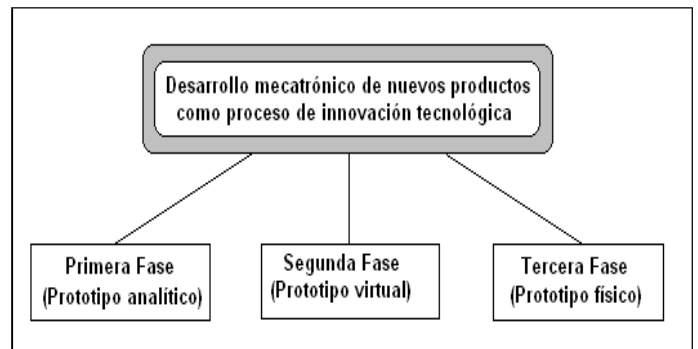 Desarrollo mecatrónico de nuevos productos
como proceso de innovación tecnológica
Primera Fase
(Prototipo analítico)
Segunda Fase
(Prototipo virtual)
Tercera Fase
(Prototipo físico)